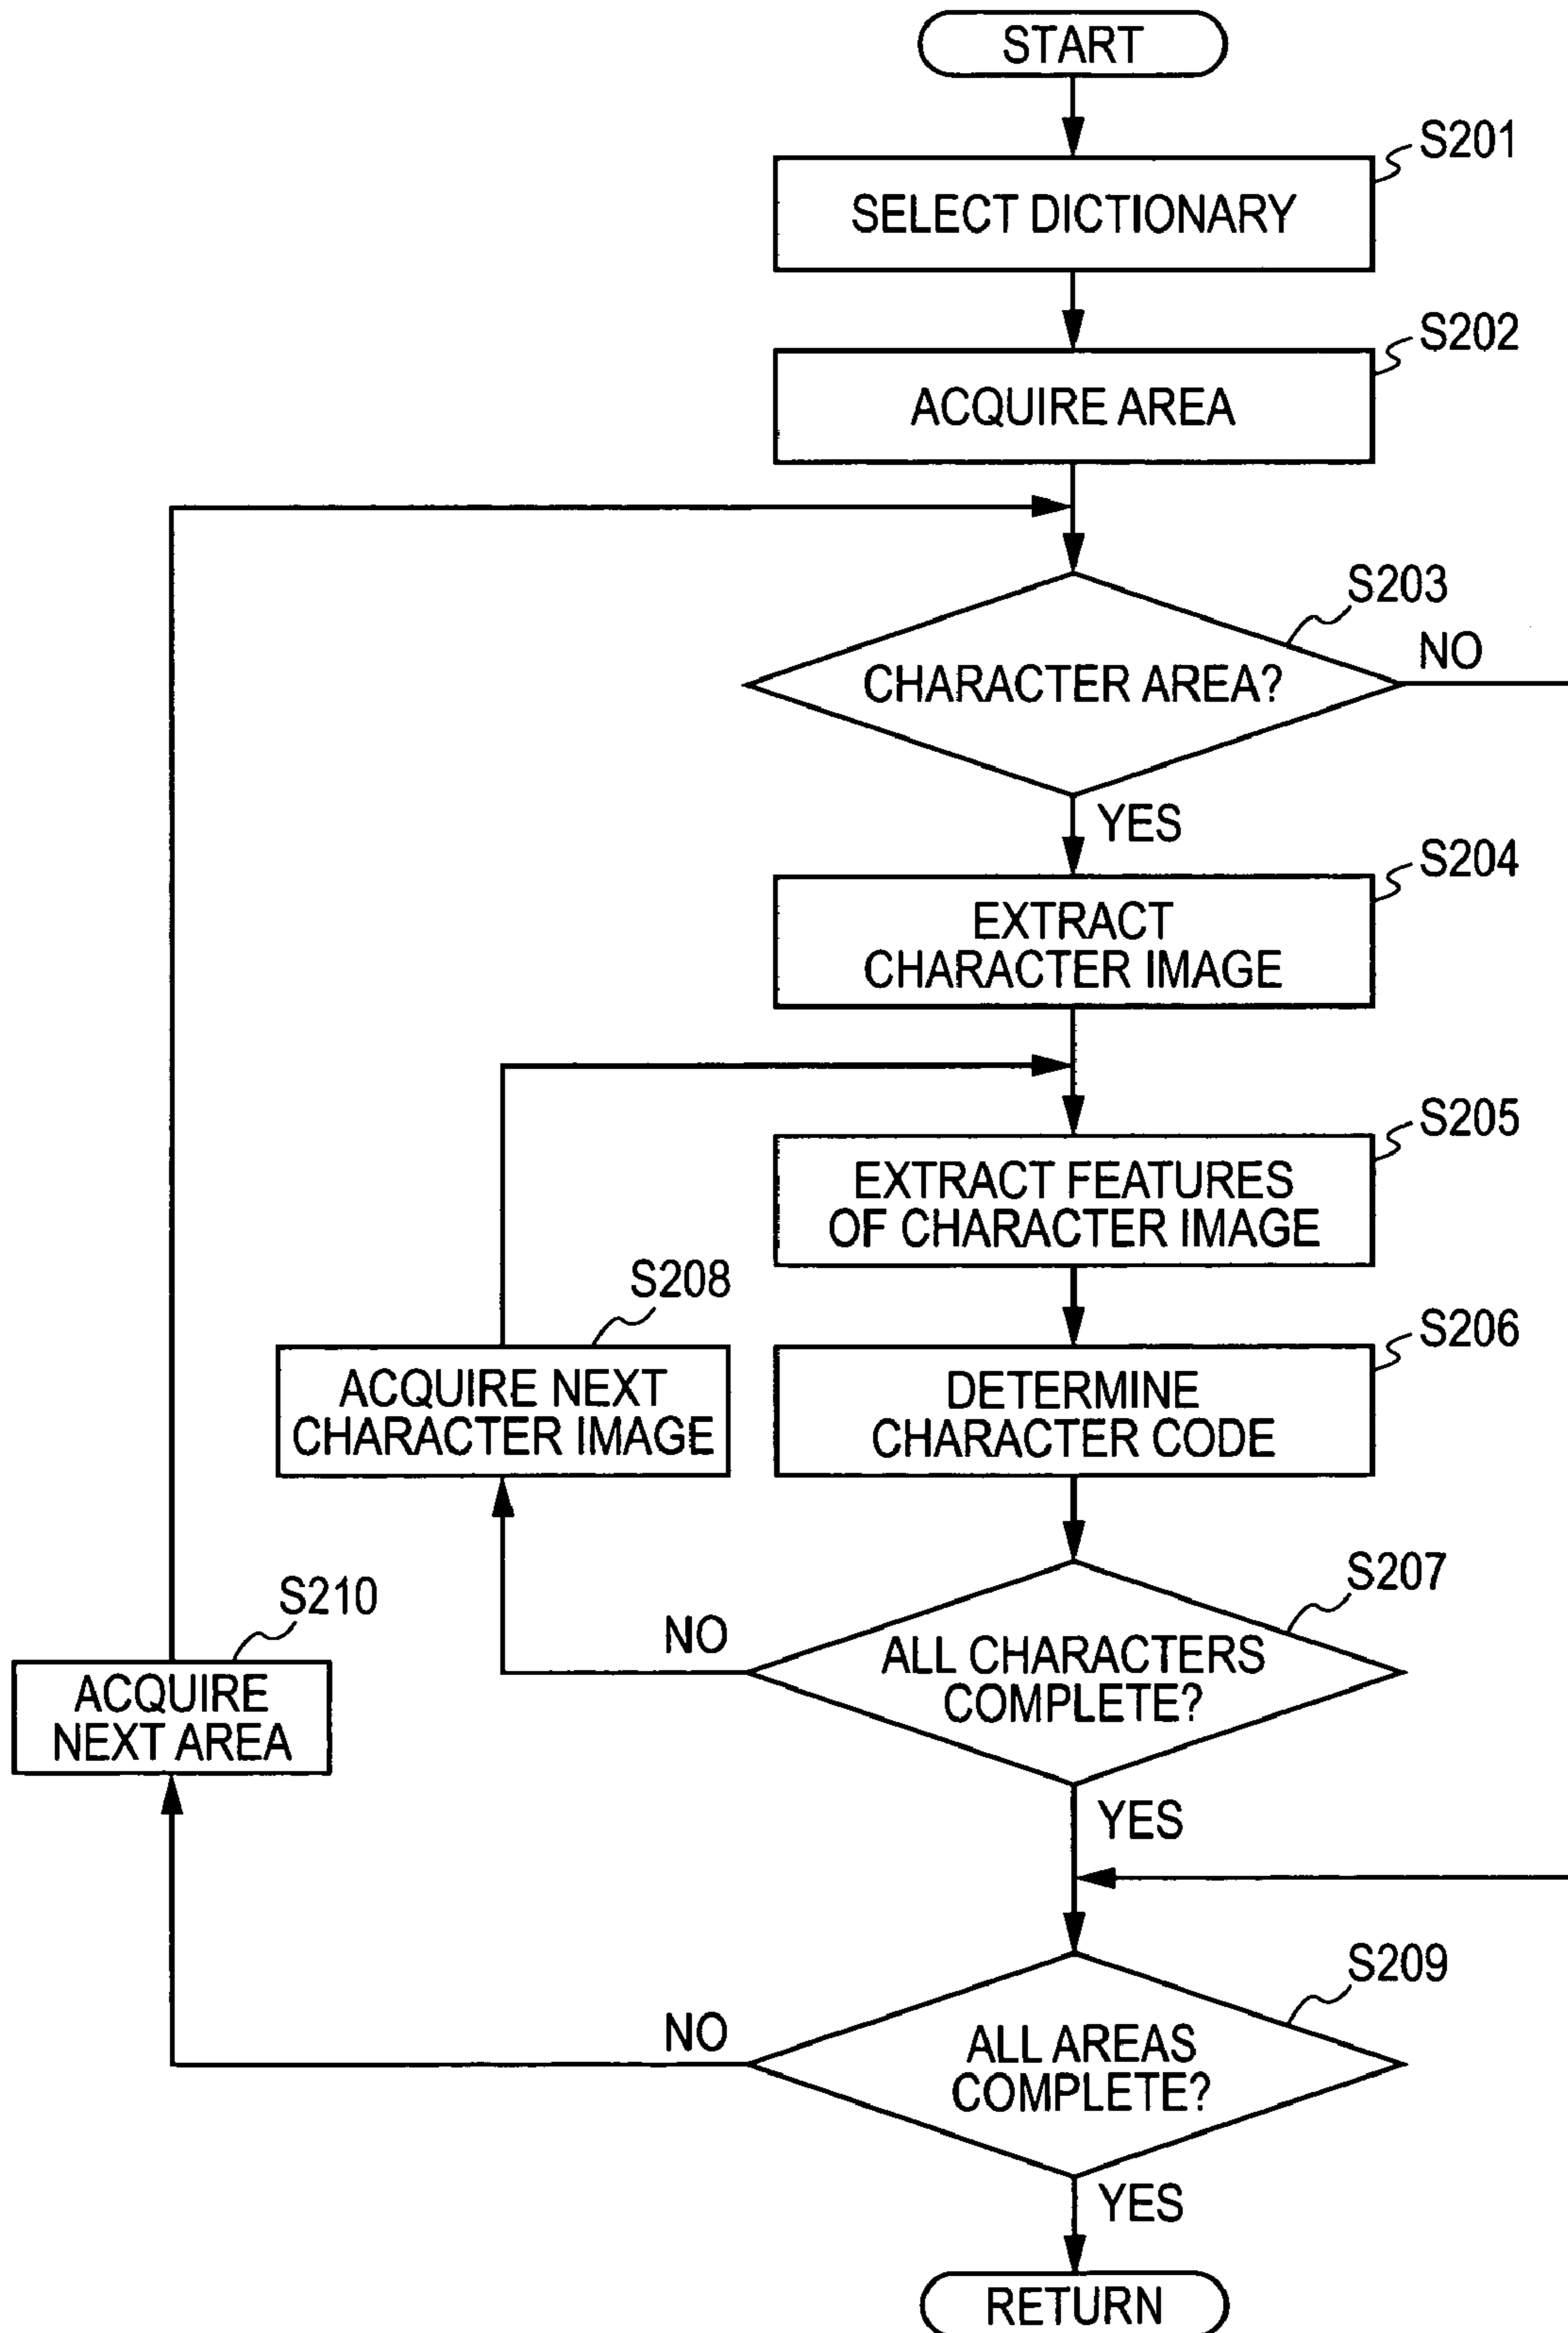 START
S201
SELECT DICTIONARY
S202
ACQUIRE AREA
S203
NO
CHARACTER AREA?
YES
S204
EXTRACT
CHARACTER IMAGE
S205
EXTRACT FEATURES
OF CHARACTER IMAGE
S208
S206
ACQUIRE NEXT
CHARACTER IMAGE
DETERMINE
CHARACTER CODE
S207
S210
NO
ALL CHARACTERS
COMPLETE?
ACQUIRE
NEXT AREA
YES
S209
NO
ALL AREAS
COMPLETE?
YES
RETURN